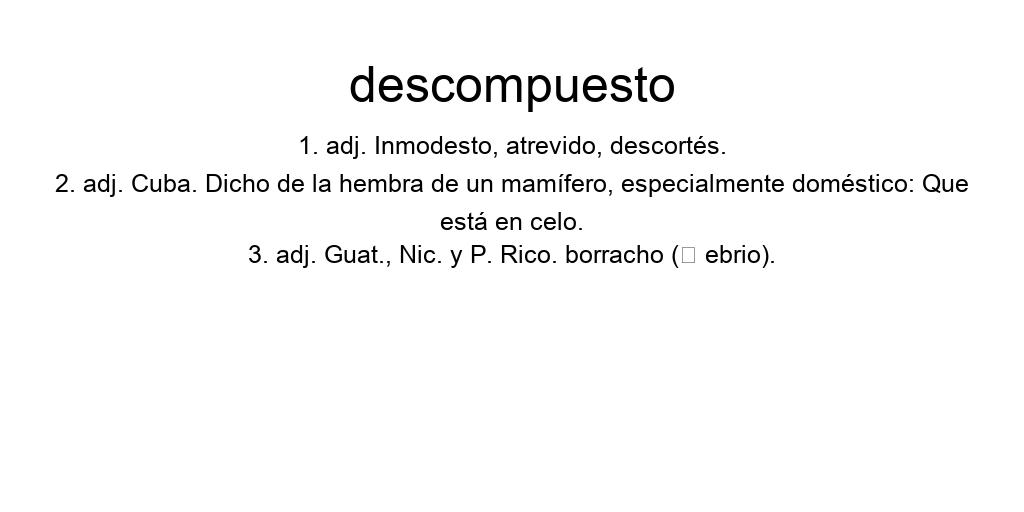 descompuesto
1. adj. Inmodesto, atrevido, descortés.
2. adj. Cuba. Dicho de la hembra de un mamífero, especialmente doméstico: Que
está en celo.
3. adj. Guat., Nic. y P. Rico. borracho (▯ ebrio).